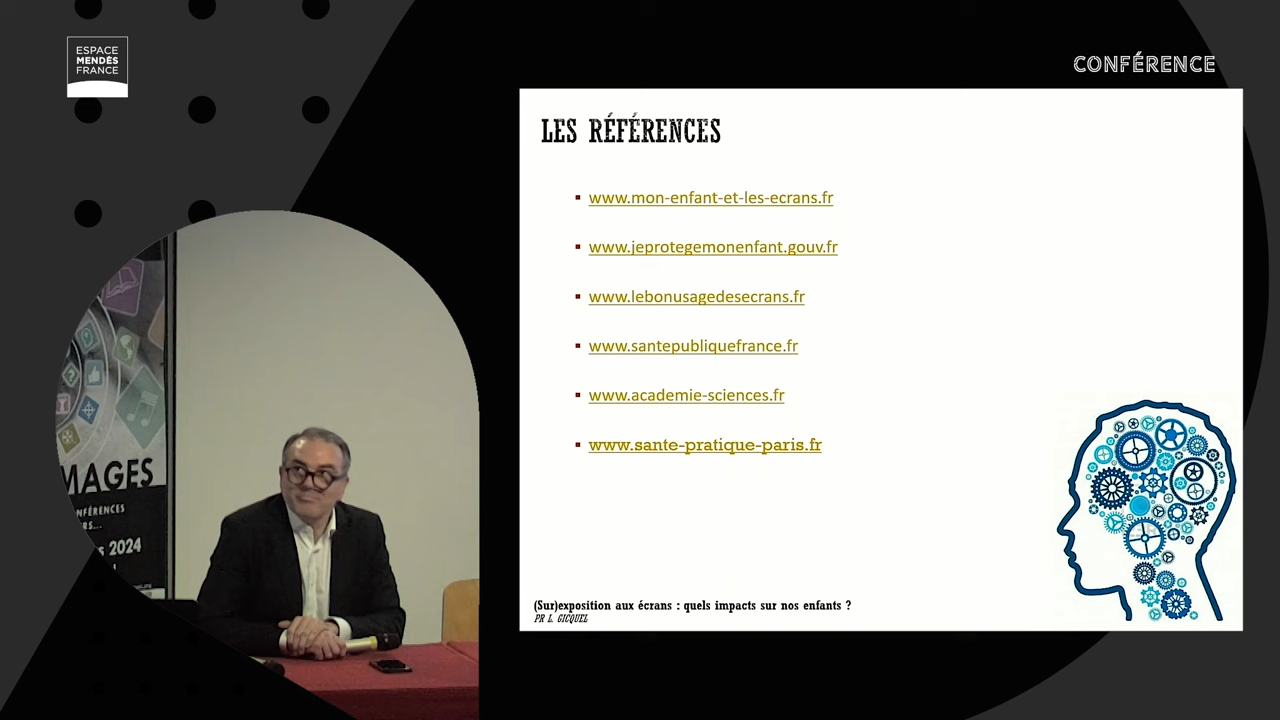 ESPACE
MENDÈS
FRANCE
CONFÉRENCE
LES RÉFÉRENCES
▪ www.mon-enfant-et-les-ecrans.fr
▪ www.jeprotegemonenfant.gouv.fr
▪ www.lebonusagedesecrans.fr
▪ www.santepubliquefrance.fr
▪ www.academie-sciences.fr
▪ www.sante-pratique-paris.fr
(Sur)exposition aux écrans : quels impacts sur nos enfants ?
PR L. GICQUEL
MAGES
NFÉRENCES
2024